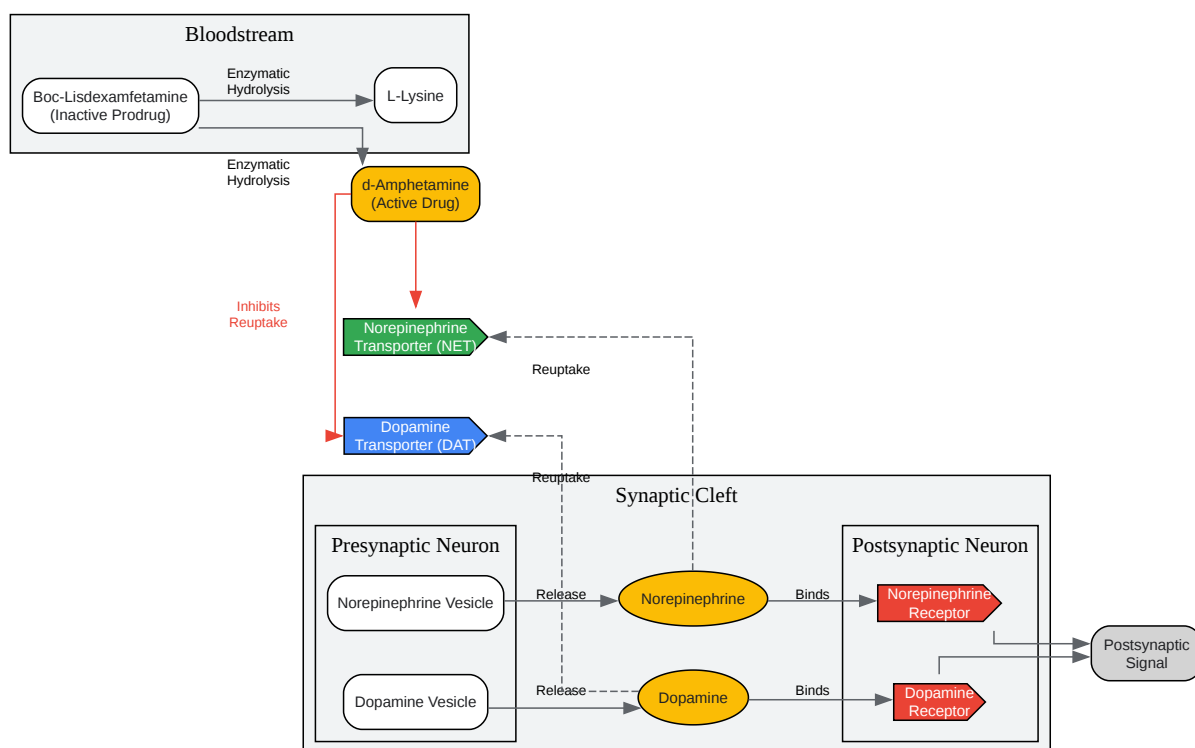 Bloodstream
Enzymatic
Hydrolysis
Boc-Lisdexamfetamine
(Inactive Prodrug)
L-Lysine
Enzymatic
Hydrolysis
d-Amphetamine
(Active Drug)
Inhibits
Reuptake
Norepinephrine
Transporter (NET)
Reuptake
Dopamine
Transporter (DAT)
Reuptake
Synaptic Cleft
Presynaptic Neuron
Postsynaptic Neuron
Norepinephrine Vesicle
Release
Norepinephrine
Binds
Norepinephrine
Receptor
Postsynaptic
Signal
Dopamine Vesicle
Release
Dopamine
Binds
Dopamine
Receptor